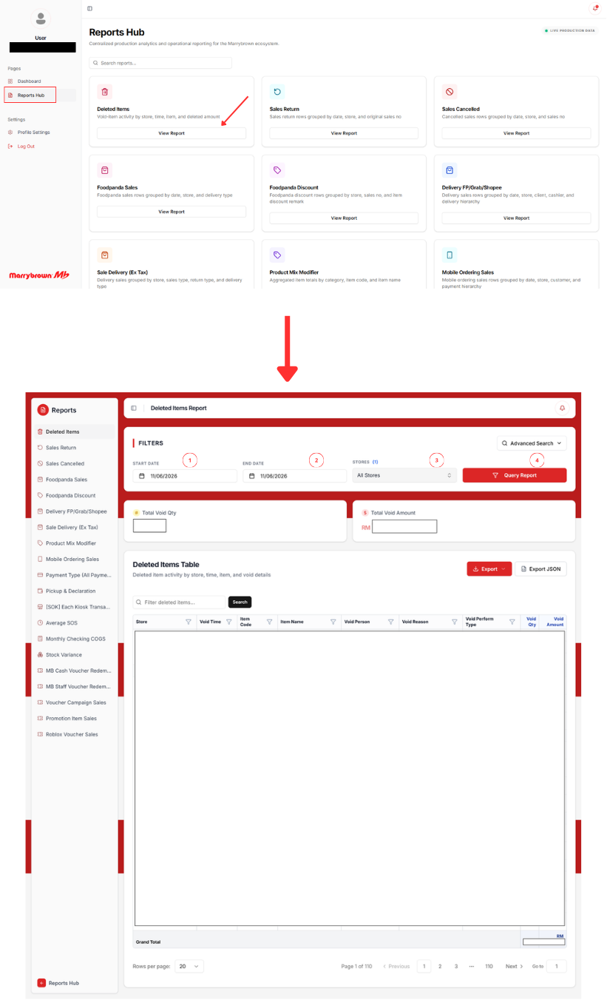 User
Pages
Dashboard
Reports Hub
Settings
Profile Settings
Log Out
Marrybrown Mb
Reports Hub
Centralized production analytics and operational reporting for the Marrybrown ecosystem.
LIVE PRODUCTION DATA
Search reports...
Deleted Items
Void-item activity by store, time, item, and deleted amount
View Report
Sales Return
Sales return rows grouped by date, store, and original sales no
View Report
Sales Cancelled
Cancelled sales rows grouped by date, store, and sales no
View Report
Foodpanda Sales
Foodpanda sales rows grouped by date, store, and delivery type
View Report
Foodpanda Discount
Foodpanda discount rows grouped by store, sales no, and item
discount remark
View Report
Delivery FP/Grab/Shopee
Delivery sales rows grouped by date, store, client, cashier, and
delivery hierarchy
View Report
Sale Delivery (Ex Tax)
Delivery sales grouped by store, sales type, return type, and delivery
type
Product Mix Modifier
Aggregated item totals by category, item code, and item name
Mobile Ordering Sales
Mobile ordering sales rows grouped by date, store, customer, and
payment hierarchy
Reports
Deleted Items
Sales Return
Sales Cancelled
Foodpanda Sales
Foodpanda Discount
Delivery FP/Grab/Shopee
Sale Delivery (Ex Tax)
Product Mix Modifier
Mobile Ordering Sales
Payment Type (All Payme...
Pickup & Declaration
[SOK] Each Kiosk Transa...
Average SOS
Monthly Checking COGS
Stock Variance
MB Cash Voucher Redem...
MB Staff Voucher Redem...
Voucher Campaign Sales
Promotion Item Sales
Roblox Voucher Sales
Reports Hub
Deleted Items Report
FILTERS
Advanced Search
START DATE 1
11/06/2026
END DATE 2
11/06/2026
STORES (1) 3
All Stores
4
Query Report
# Total Void Qty
$ Total Void Amount
RM
Deleted Items Table
Deleted item activity by store, time, item, and void details
Export
Export JSON
Filter deleted items...
Search
Store
Void Time
Item
Code
Item Name
Void Person
Void Reason
Void Perform
Type
Void
Qty
Void
Amount
RM
Grand Total
Rows per page: 20
Page 1 of 110 Previous 1 2 3 ... 110 Next Go to 1